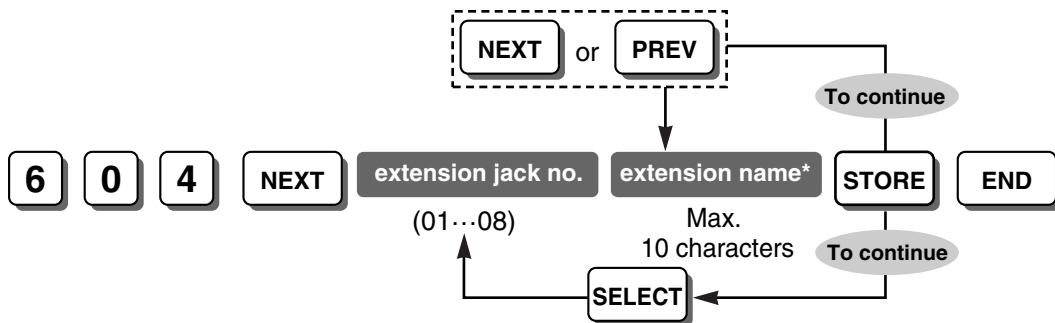 NEXT or PREV
To continue
6 0 4 NEXT extension jack no. extension name* STORE END
(01···08) Max.
10 characters
To continue
SELECT